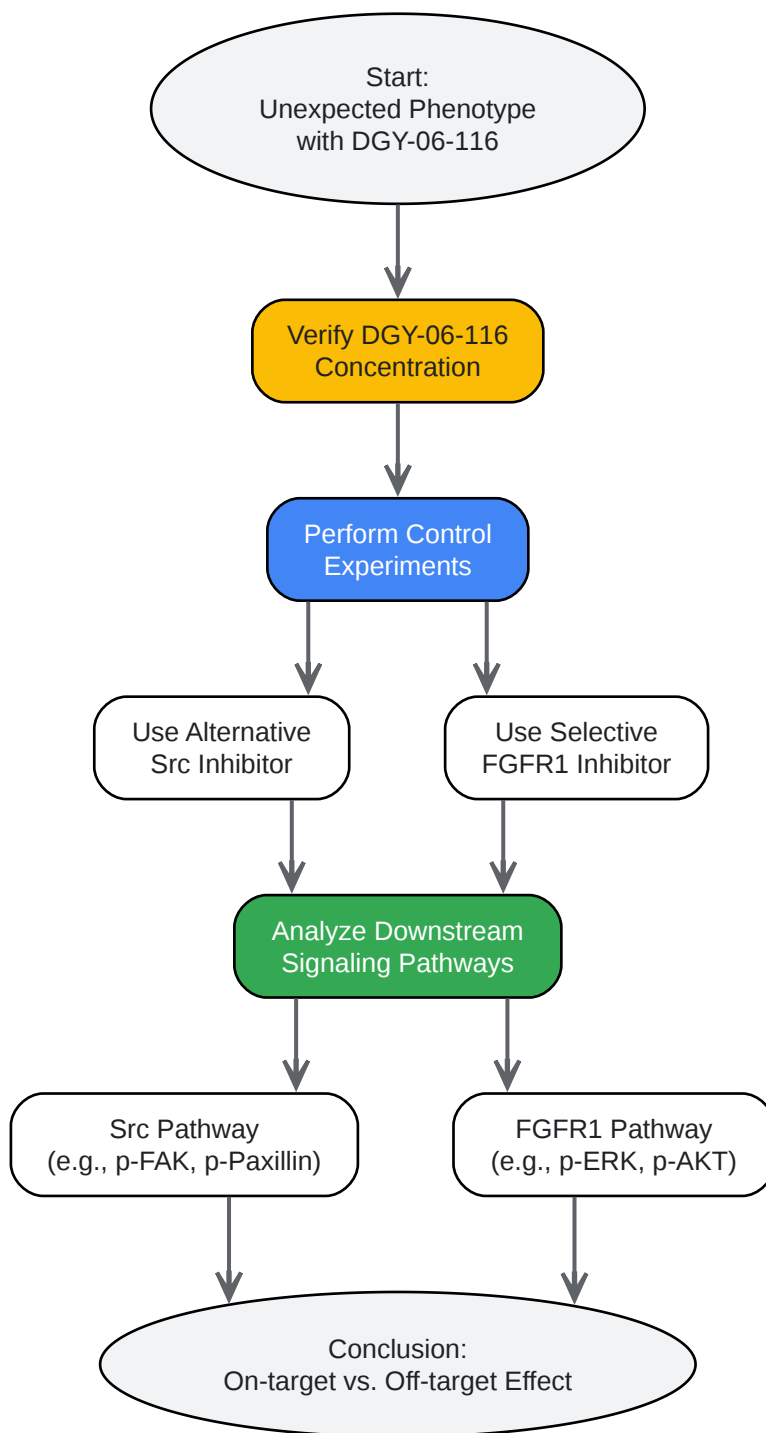 Start:
Unexpected Phenotype
with DGY-06-116
Verify DGY-06-116
Concentration
Perform Control
Experiments
Use Alternative
Src Inhibitor
Use Selective
FGFR1 Inhibitor
Analyze Downstream
Signaling Pathways
Src Pathway
(e.g., p-FAK, p-Paxillin)
FGFR1 Pathway
(e.g., p-ERK, p-AKT)
Conclusion:
On-target vs. Off-target Effect